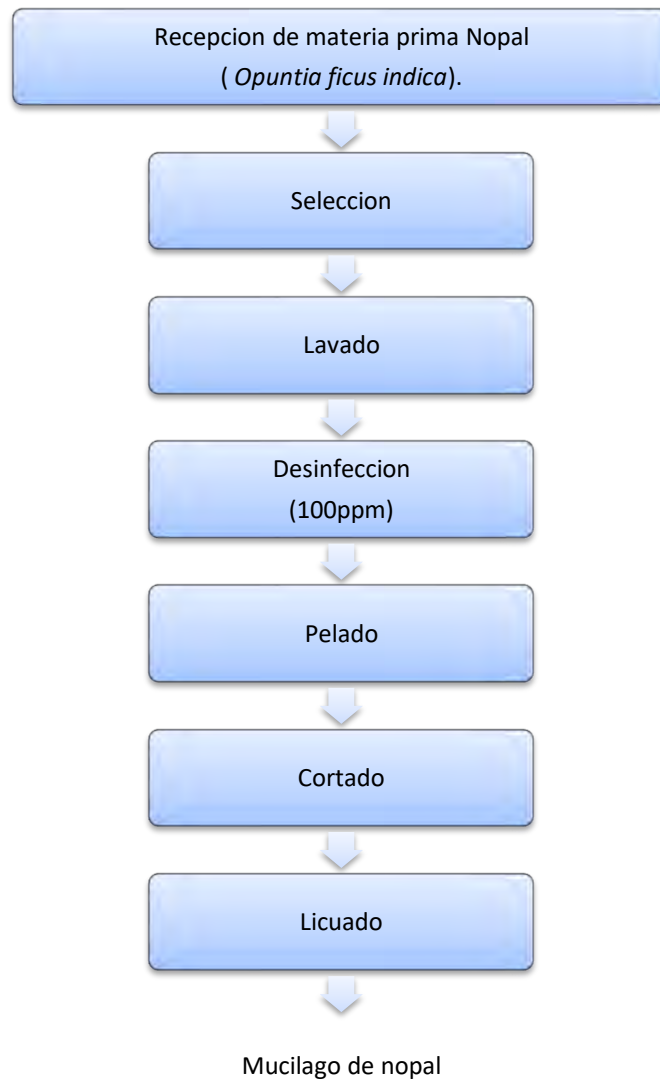 Recepcion de materia prima Nopal
( Opuntia ficus indica).
Seleccion
Lavado
Desinfeccion
(100ppm)
Pelado
Cortado
Licuado
Mucilago de nopal